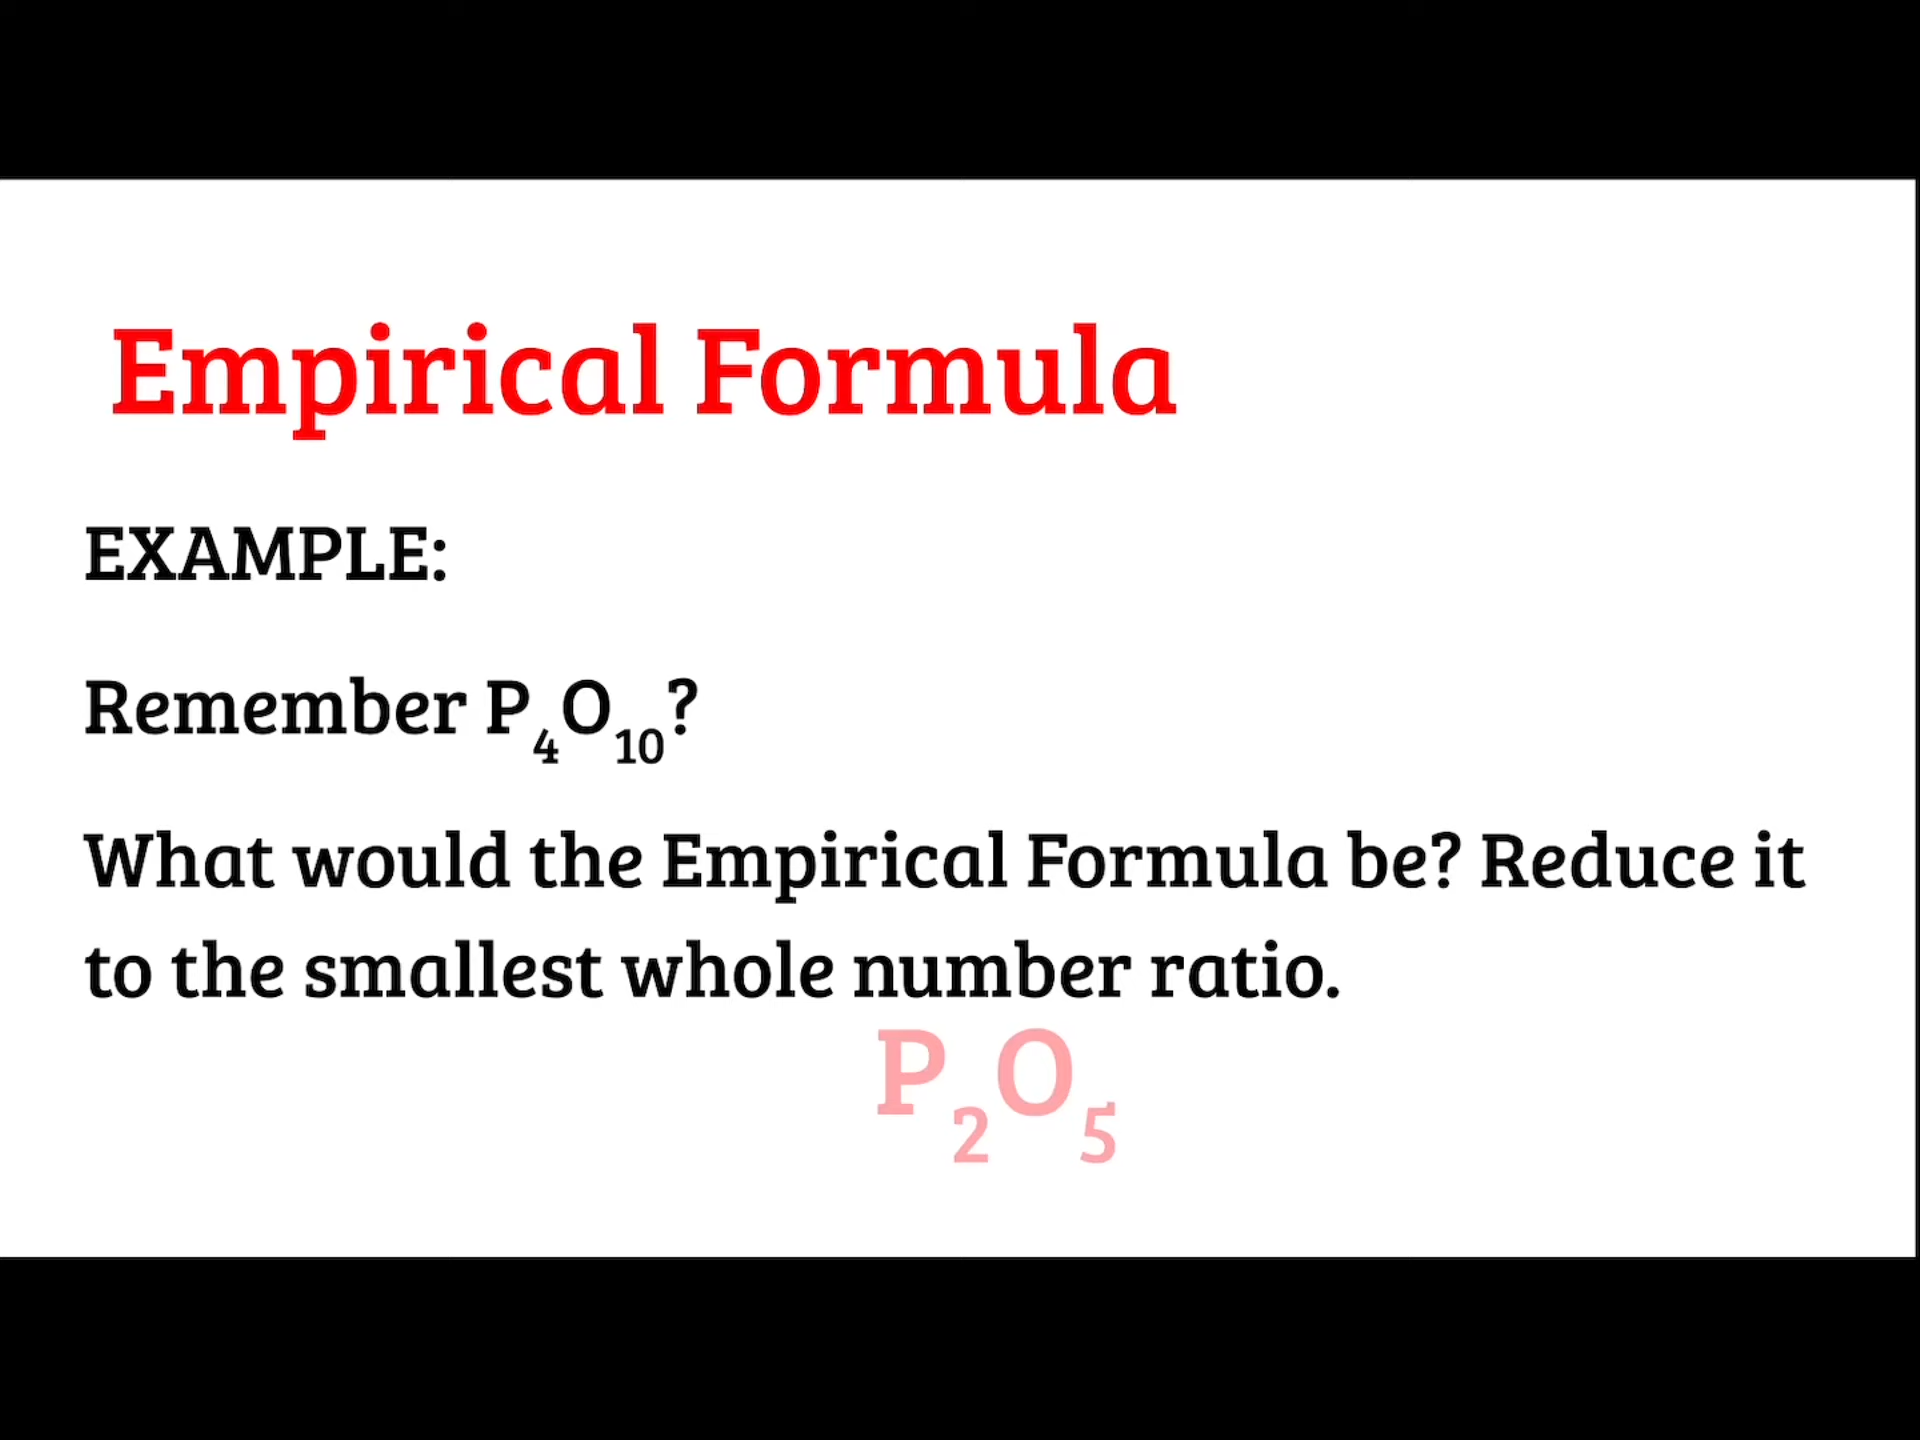 Empirical Formula
EXAMPLE:
Remember P₄O₁₀?
What would the Empirical Formula be? Reduce it
to the smallest whole number ratio.
P₂O₅